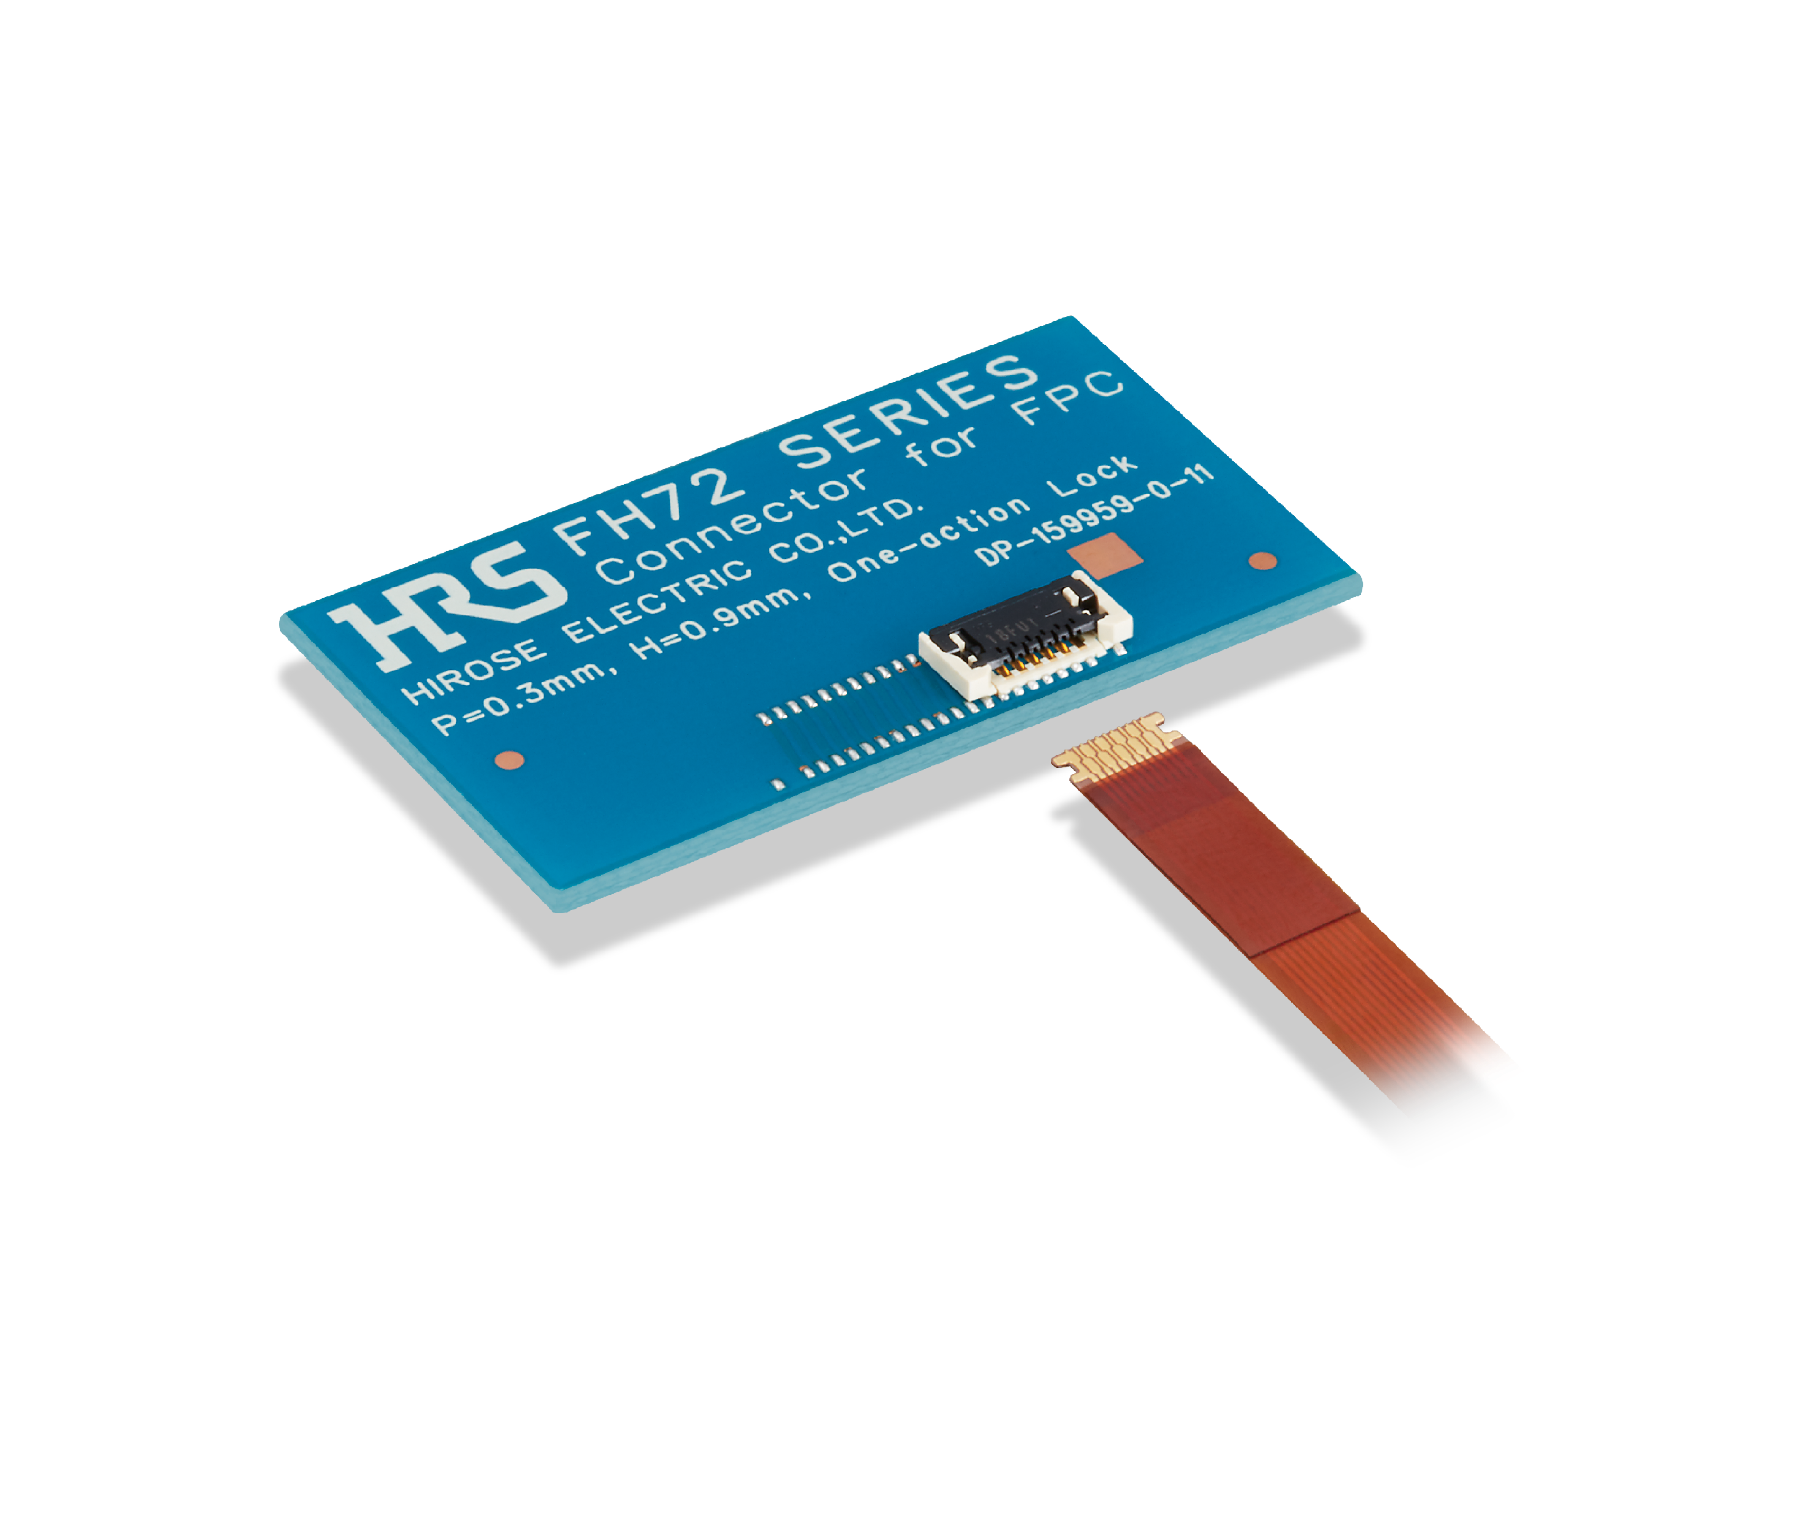 HRS
FH72 SERIES
Connector for FPC
HIROSE ELECTRIC CO.,LTD.
P=0.3mm, H=0.9mm, One-action Lock
DP-159959-0-11
18FU1